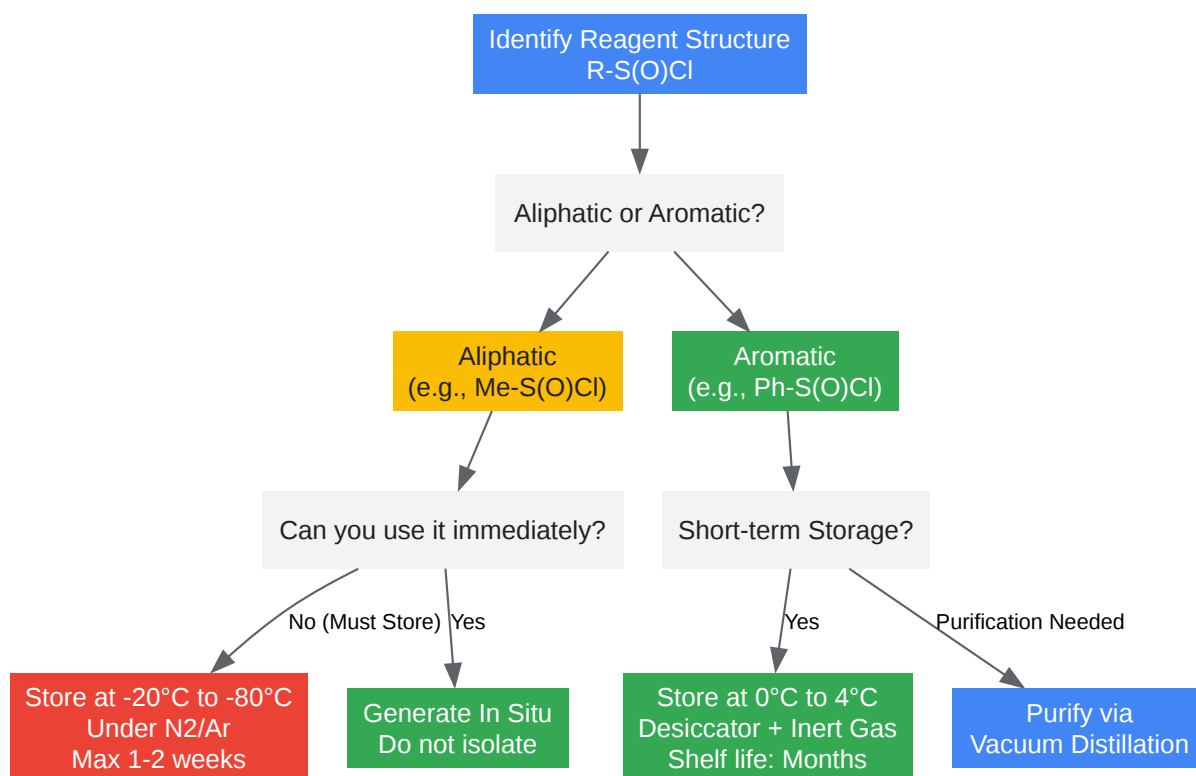 Identify Reagent Structure
R-S(O)Cl
Aliphatic or Aromatic?
Aliphatic
(e.g., Me-S(O)Cl)
Aromatic
(e.g., Ph-S(O)Cl)
Can you use it immediately?
Short-term Storage?
No (Must Store)
Yes
Yes
Purification Needed
Store at -20°C to -80°C
Under N2/Ar
Max 1-2 weeks
Generate In Situ
Do not isolate
Store at 0°C to 4°C
Desiccator + Inert Gas
Shelf life: Months
Purify via
Vacuum Distillation